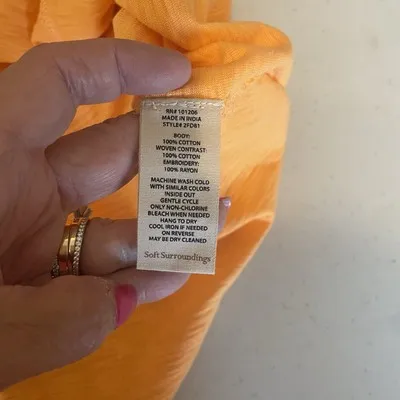 RN# 101206
MADE IN INDIA
STYLE# 2FD81
BODY:
100% COTTON
WOVEN CONTRAST:
100% COTTON
EMBROIDERY:
100% RAYON
MACHINE WASH COLD
WITH SIMILAR COLORS
INSIDE OUT
GENTLE CYCLE
ONLY NON-CHLORINE
BLEACH WHEN NEEDED
HANG TO DRY
COOL IRON IF NEEDED
ON REVERSE
MAY BE DRY CLEANED
Soft Surroundings